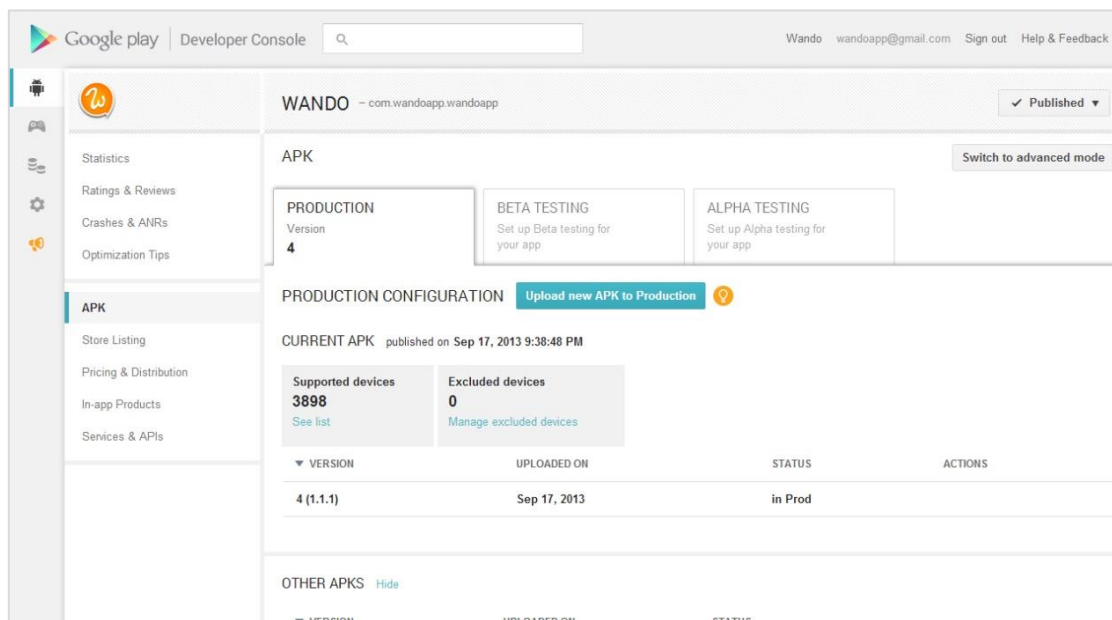 Google play | Developer Console
Wando wandoapp@gmail.com Sign out Help & Feedback
W
WANDO - com.wandoapp.wandoapp
Published
Statistics
Ratings & Reviews
Crashes & ANRs
Optimization Tips
APK
Store Listing
Pricing & Distribution
In-app Products
Services & APIs
APK
Switch to advanced mode
PRODUCTION
Version
4
BETA TESTING
Set up Beta testing for
your app
ALPHA TESTING
Set up Alpha testing for
your app
PRODUCTION CONFIGURATION Upload new APK to Production
CURRENT APK published on Sep 17, 2013 9:38:48 PM
Supported devices
3898
See list
Excluded devices
0
Manage excluded devices
VERSION UPLOADED ON STATUS ACTIONS
4 (1.1.1) Sep 17, 2013 in Prod
OTHER APKS Hide
VERSION UPLOADED ON STATUS